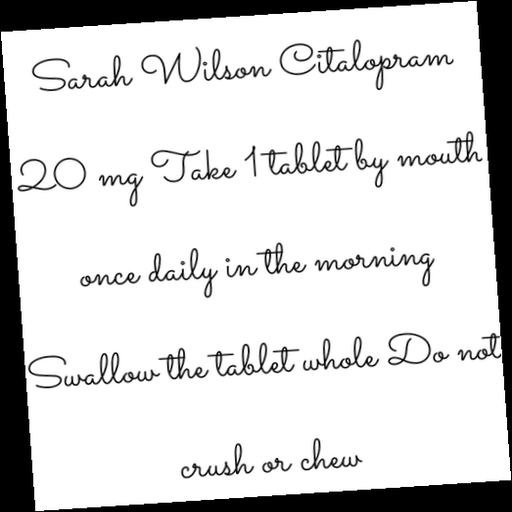 Sarah Wilson Citalopram
20 mg Take 1 tablet by mouth
once daily in the morning
Swallow the tablet whole Do not
crush or chew